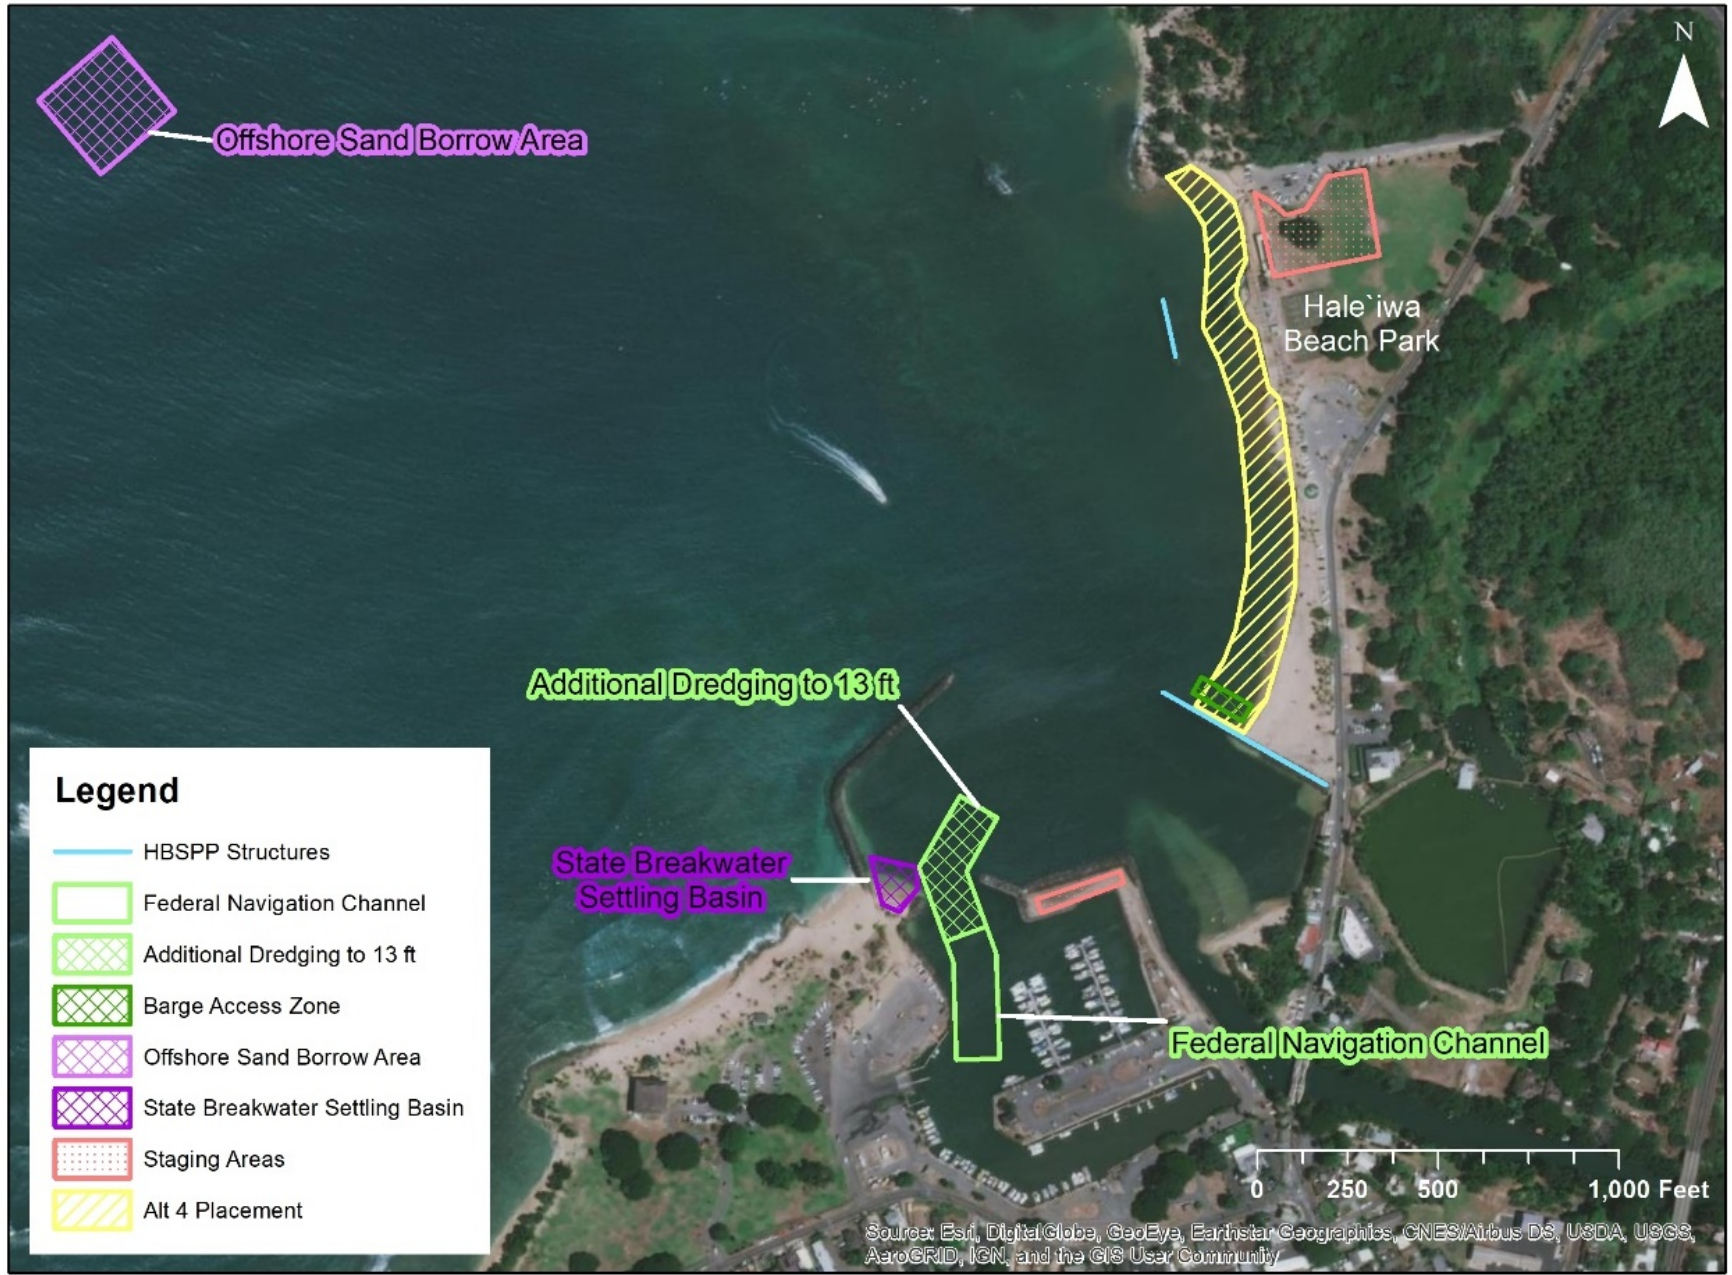 N
Offshore Sand Borrow Area
Hale`iwa
Beach Park
Additional Dredging to 13 ft
State Breakwater
Settling Basin
Federal Navigation Channel
Legend
HBSPP Structures
Federal Navigation Channel
Additional Dredging to 13 ft
Barge Access Zone
Offshore Sand Borrow Area
State Breakwater Settling Basin
Staging Areas
Alt 4 Placement
0 250 500 1,000 Feet
Source: Esri, DigitalGlobe, GeoEye, Earthstar Geographics, CNES/Airbus DS, USDA, USGS,
AeroGRID, IGN, and the GIS User Community